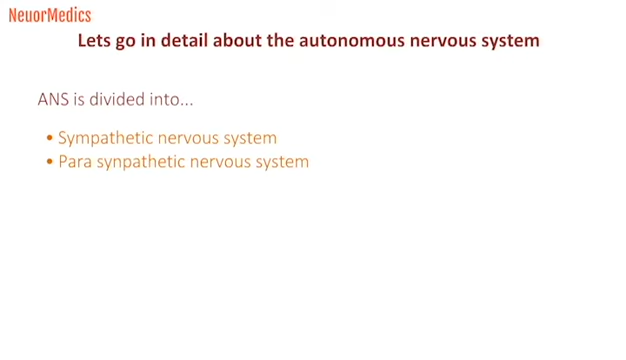 NeuorMedics
Lets go in detail about the autonomous nervous system
ANS is divided into...
• Sympathetic nervous system
• Para synpathetic nervous system